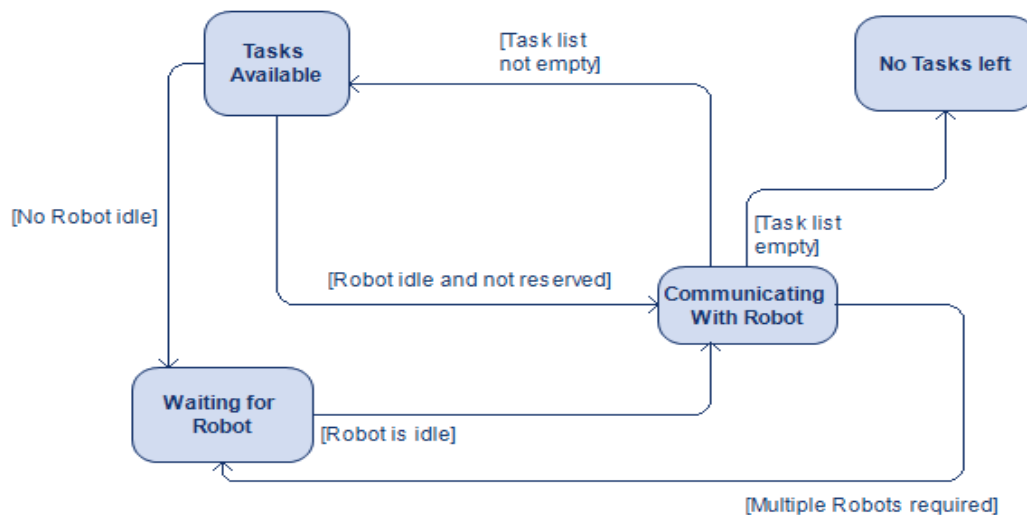 Tasks
Available
[Task list
not empty]
No Tasks left
[No Robot idle]
[Task list
empty]
[Robot idle and not reserved]
Communicating
With Robot
Waiting for
Robot
[Robot is idle]
[Multiple Robots required]